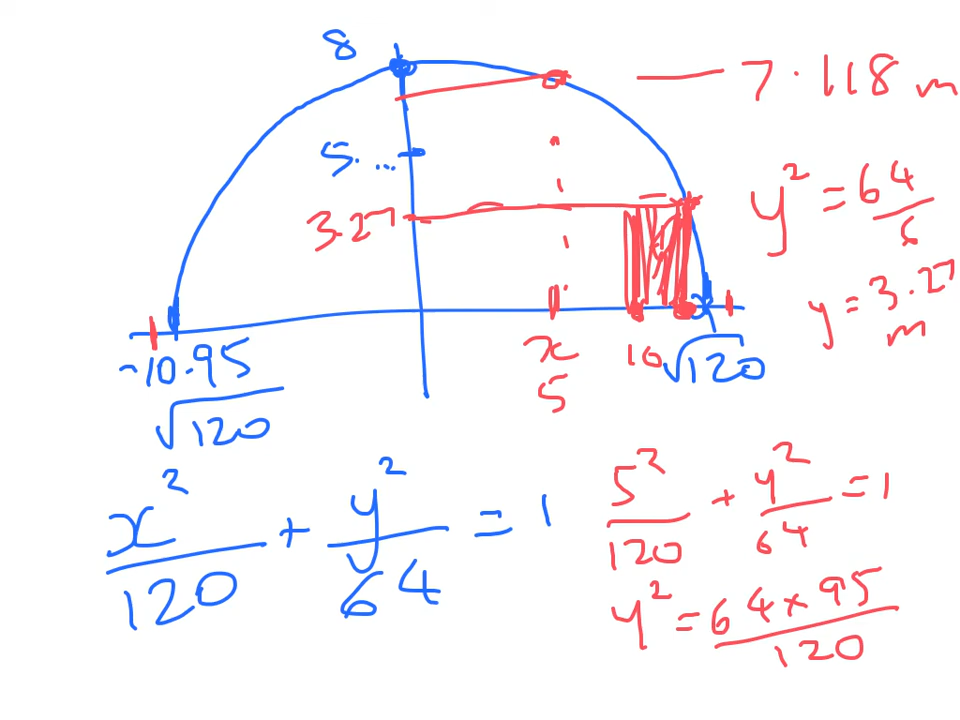 8
7.118 m
5....
3.27
y² = 64/6
y = 3.27 m
-10.95
√120
x
5
10
√120
x²/120 + y²/64 = 1
5²/120 + y²/64 = 1
y² = 64×95/120